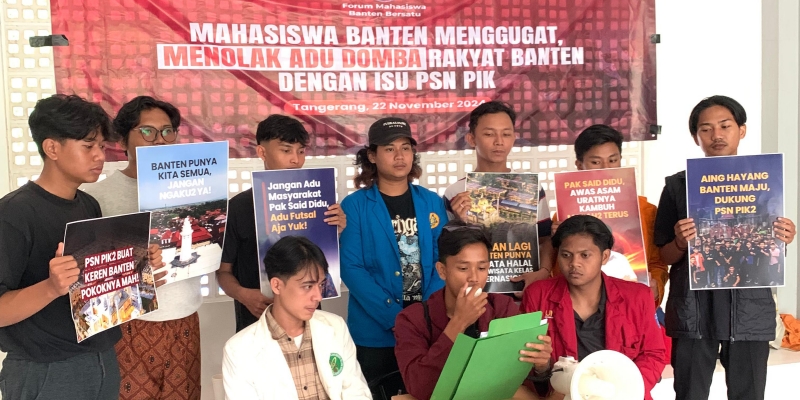 Forum Mahasiswa
Banten Bersatu
MAHASISWA BANTEN MENGGUGAT,
MENOLAK ADU DOMBA RAKYAT BANTEN
DENGAN ISU PSN PIK
Tangerang, 22 November 2024
PSN PIK2 BUAT
KEREN BANTEN
POKOKNYA MAH!
BANTEN PUNYA
KITA SEMUA,
JANGAN
NGAKU2 YA!
Jangan Adu
Masyarakat
Pak Said Didu,
Adu Futsal
Aja Yuk!
LAGI
PUNYA
HALAL
WISATA KELAS
PAK SAID DIDU,
AWAS ASAM
URATNYA
KAMBUH
TERUS
AING HAYANG
BANTEN MAJU,
DUKUNG
PSN PIK2